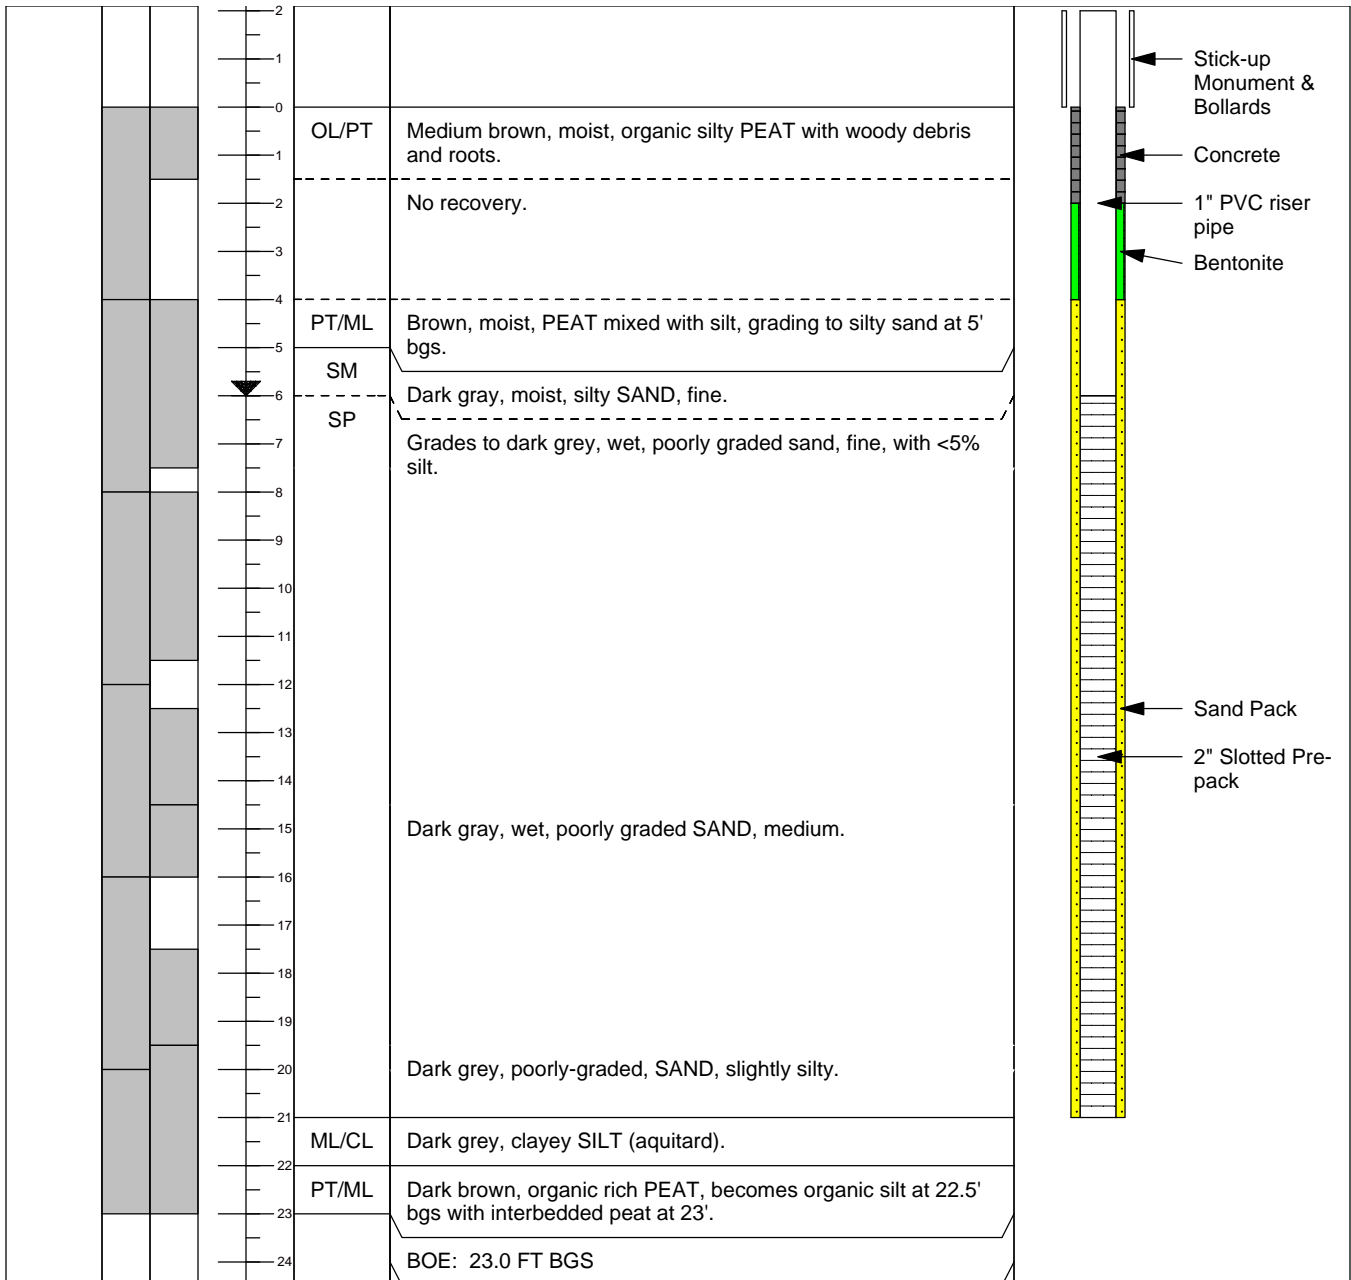 2
1
Stick-up
Monument &
Bollards
0
OL/PT
Medium brown, moist, organic silty PEAT with woody debris
and roots.
1
Concrete
2
No recovery.
1" PVC riser
pipe
3
Bentonite
4
PT/ML
Brown, moist, PEAT mixed with silt, grading to silty sand at 5'
bgs.
5
SM
6
Dark gray, moist, silty SAND, fine.
SP
7
Grades to dark grey, wet, poorly graded sand, fine, with <5%
silt.
8
9
10
11
12
Sand Pack
13
2" Slotted Pre-
pack
14
15
Dark gray, wet, poorly graded SAND, medium.
16
17
18
19
20
Dark grey, poorly-graded, SAND, slightly silty.
21
ML/CL
Dark grey, clayey SILT (aquitard).
22
PT/ML
Dark brown, organic rich PEAT, becomes organic silt at 22.5'
bgs with interbedded peat at 23'.
23
24
BOE: 23.0 FT BGS